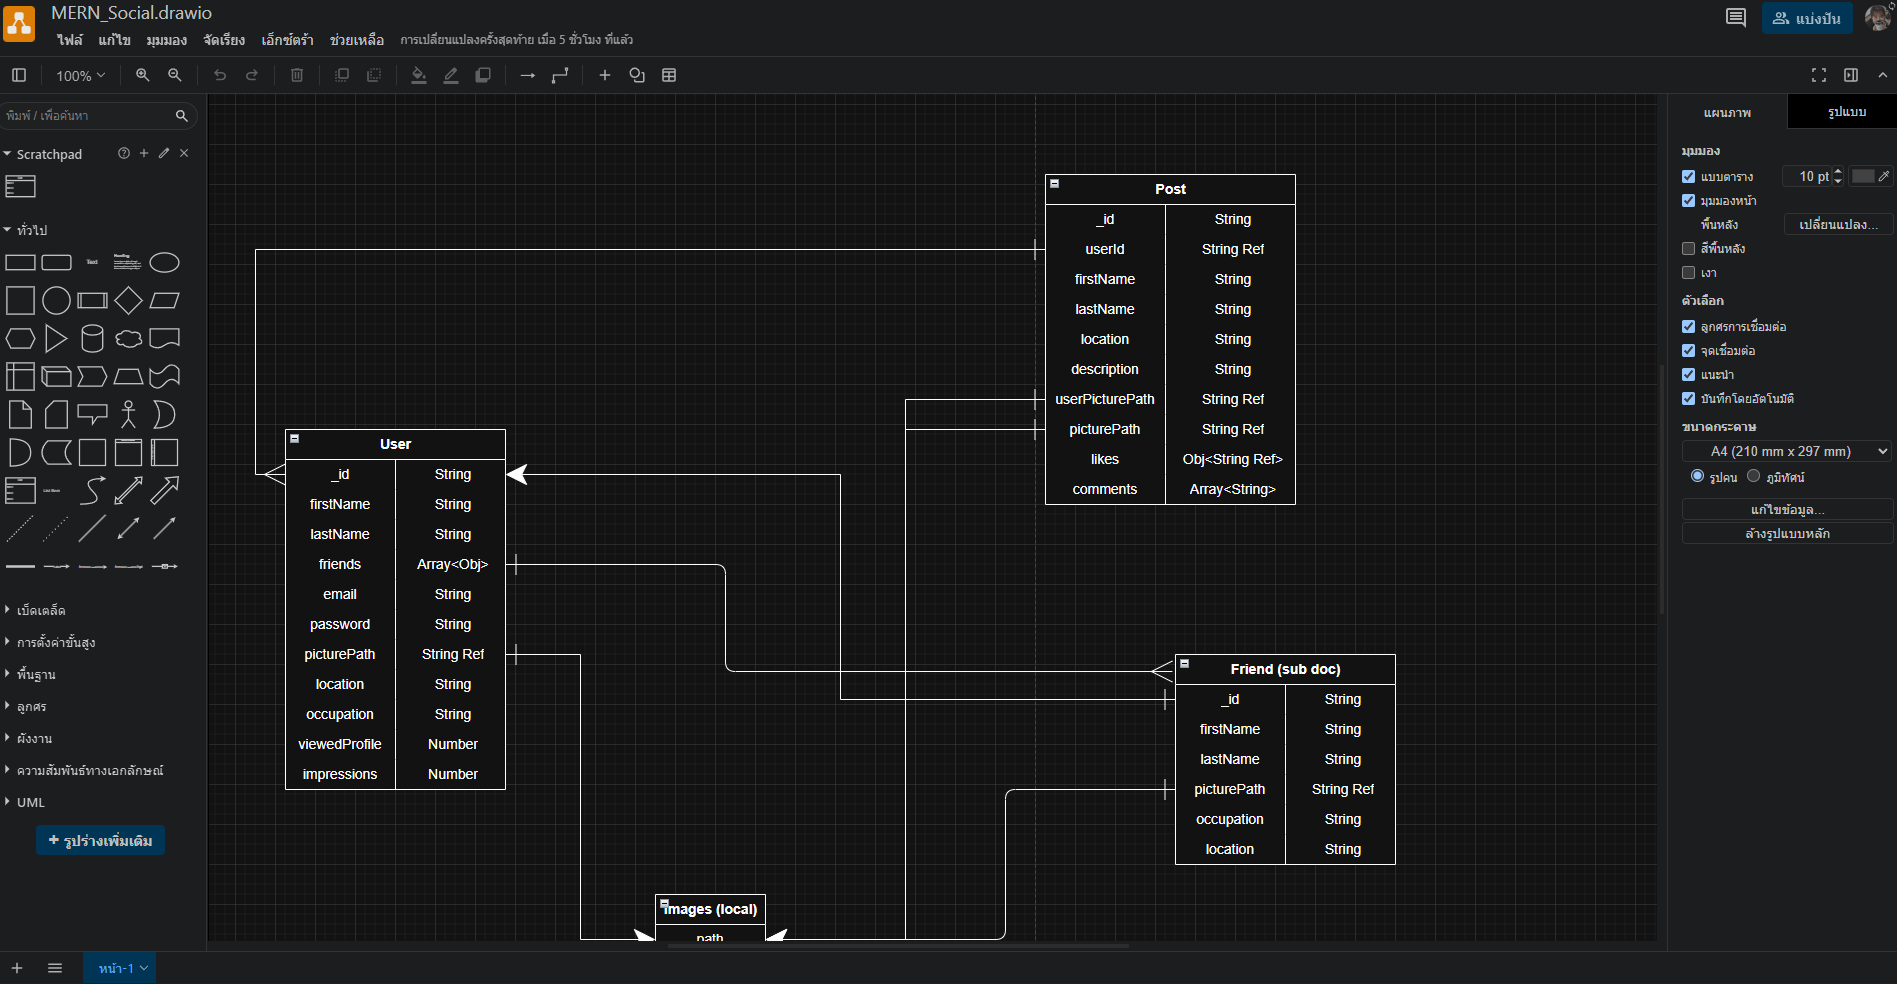 MERN_Social.drawio
ไฟล์ แก้ไข มุมมอง จัดเรียง เอ็กซ์ตร้า ช่วยเหลือ การเปลี่ยนแปลงครั้งสุดท้าย เมื่อ 5 ชั่วโมง ที่แล้ว
แบ่งปัน
100%
พิมพ์ / เพื่อค้นหา
Scratchpad
ทั่วไป
Text
Heading
List Item
เบ็ดเตล็ด
การตั้งค่าขั้นสูง
พื้นฐาน
ลูกศร
ผังงาน
ความสัมพันธ์ทางเอกลักษณ์
UML
+ รูปร่างเพิ่มเติม
Post
_id String
userId String Ref
firstName String
lastName String
location String
description String
userPicturePath String Ref
picturePath String Ref
likes Obj<String Ref>
comments Array<String>
User
_id String
firstName String
lastName String
friends Array<Obj>
email String
password String
picturePath String Ref
location String
occupation String
viewedProfile Number
impressions Number
Friend (sub doc)
_id String
firstName String
lastName String
picturePath String Ref
occupation String
location String
Images (local)
path
แผนภาพ รูปแบบ
มุมมอง
แบบตาราง 10 pt
มุมมองหน้า
พื้นหลัง เปลี่ยนแปลง...
สีพื้นหลัง
เงา
ตัวเลือก
ลูกศรการเชื่อมต่อ
จุดเชื่อมต่อ
แนะนำ
บันทึกโดยอัตโนมัติ
ขนาดกระดาษ
A4 (210 mm x 297 mm)
รูปคน ภูมิทัศน์
แก้ไขข้อมูล...
ล้างรูปแบบหลัก
หน้า-1